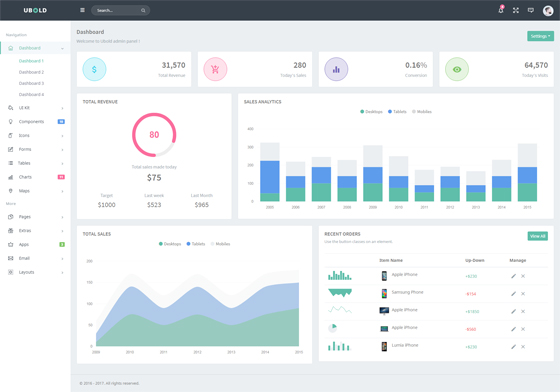 UBOLD
Search...
Navigation
Dashboard
Dashboard 1
Dashboard 2
Dashboard 3
Dashboard 4
UI Kit
Components
Icons
Forms
Tables
Charts
Maps
More
Pages
Extras
Apps
Email
Layouts
Dashboard
Welcome to Ubold admin panel !
Settings
31,570
Total Revenue
280
Today's Sales
0.16%
Conversion
64,570
Today's Visits
TOTAL REVENUE
80
Total sales made today
$75
Target Last week Last Month
$1000 $523 $965
SALES ANALYTICS
Desktops Tablets Mobiles
400
300
200
100
0
2005 2006 2007 2008 2009 2010 2011 2012 2013 2014 2015
TOTAL SALES
Desktops Tablets Mobiles
200
150
100
50
0
2009 2010 2011 2012 2013 2014 2015
RECENT ORDERS
Use the button classes on an element.
View All
Item Name Up-Down Manage
Apple iPhone +$230
Samsung Phone
Apple iPhone
Apple iPhone
Lumia iPhone +$230
© 2016 - 2017. All rights reserved.